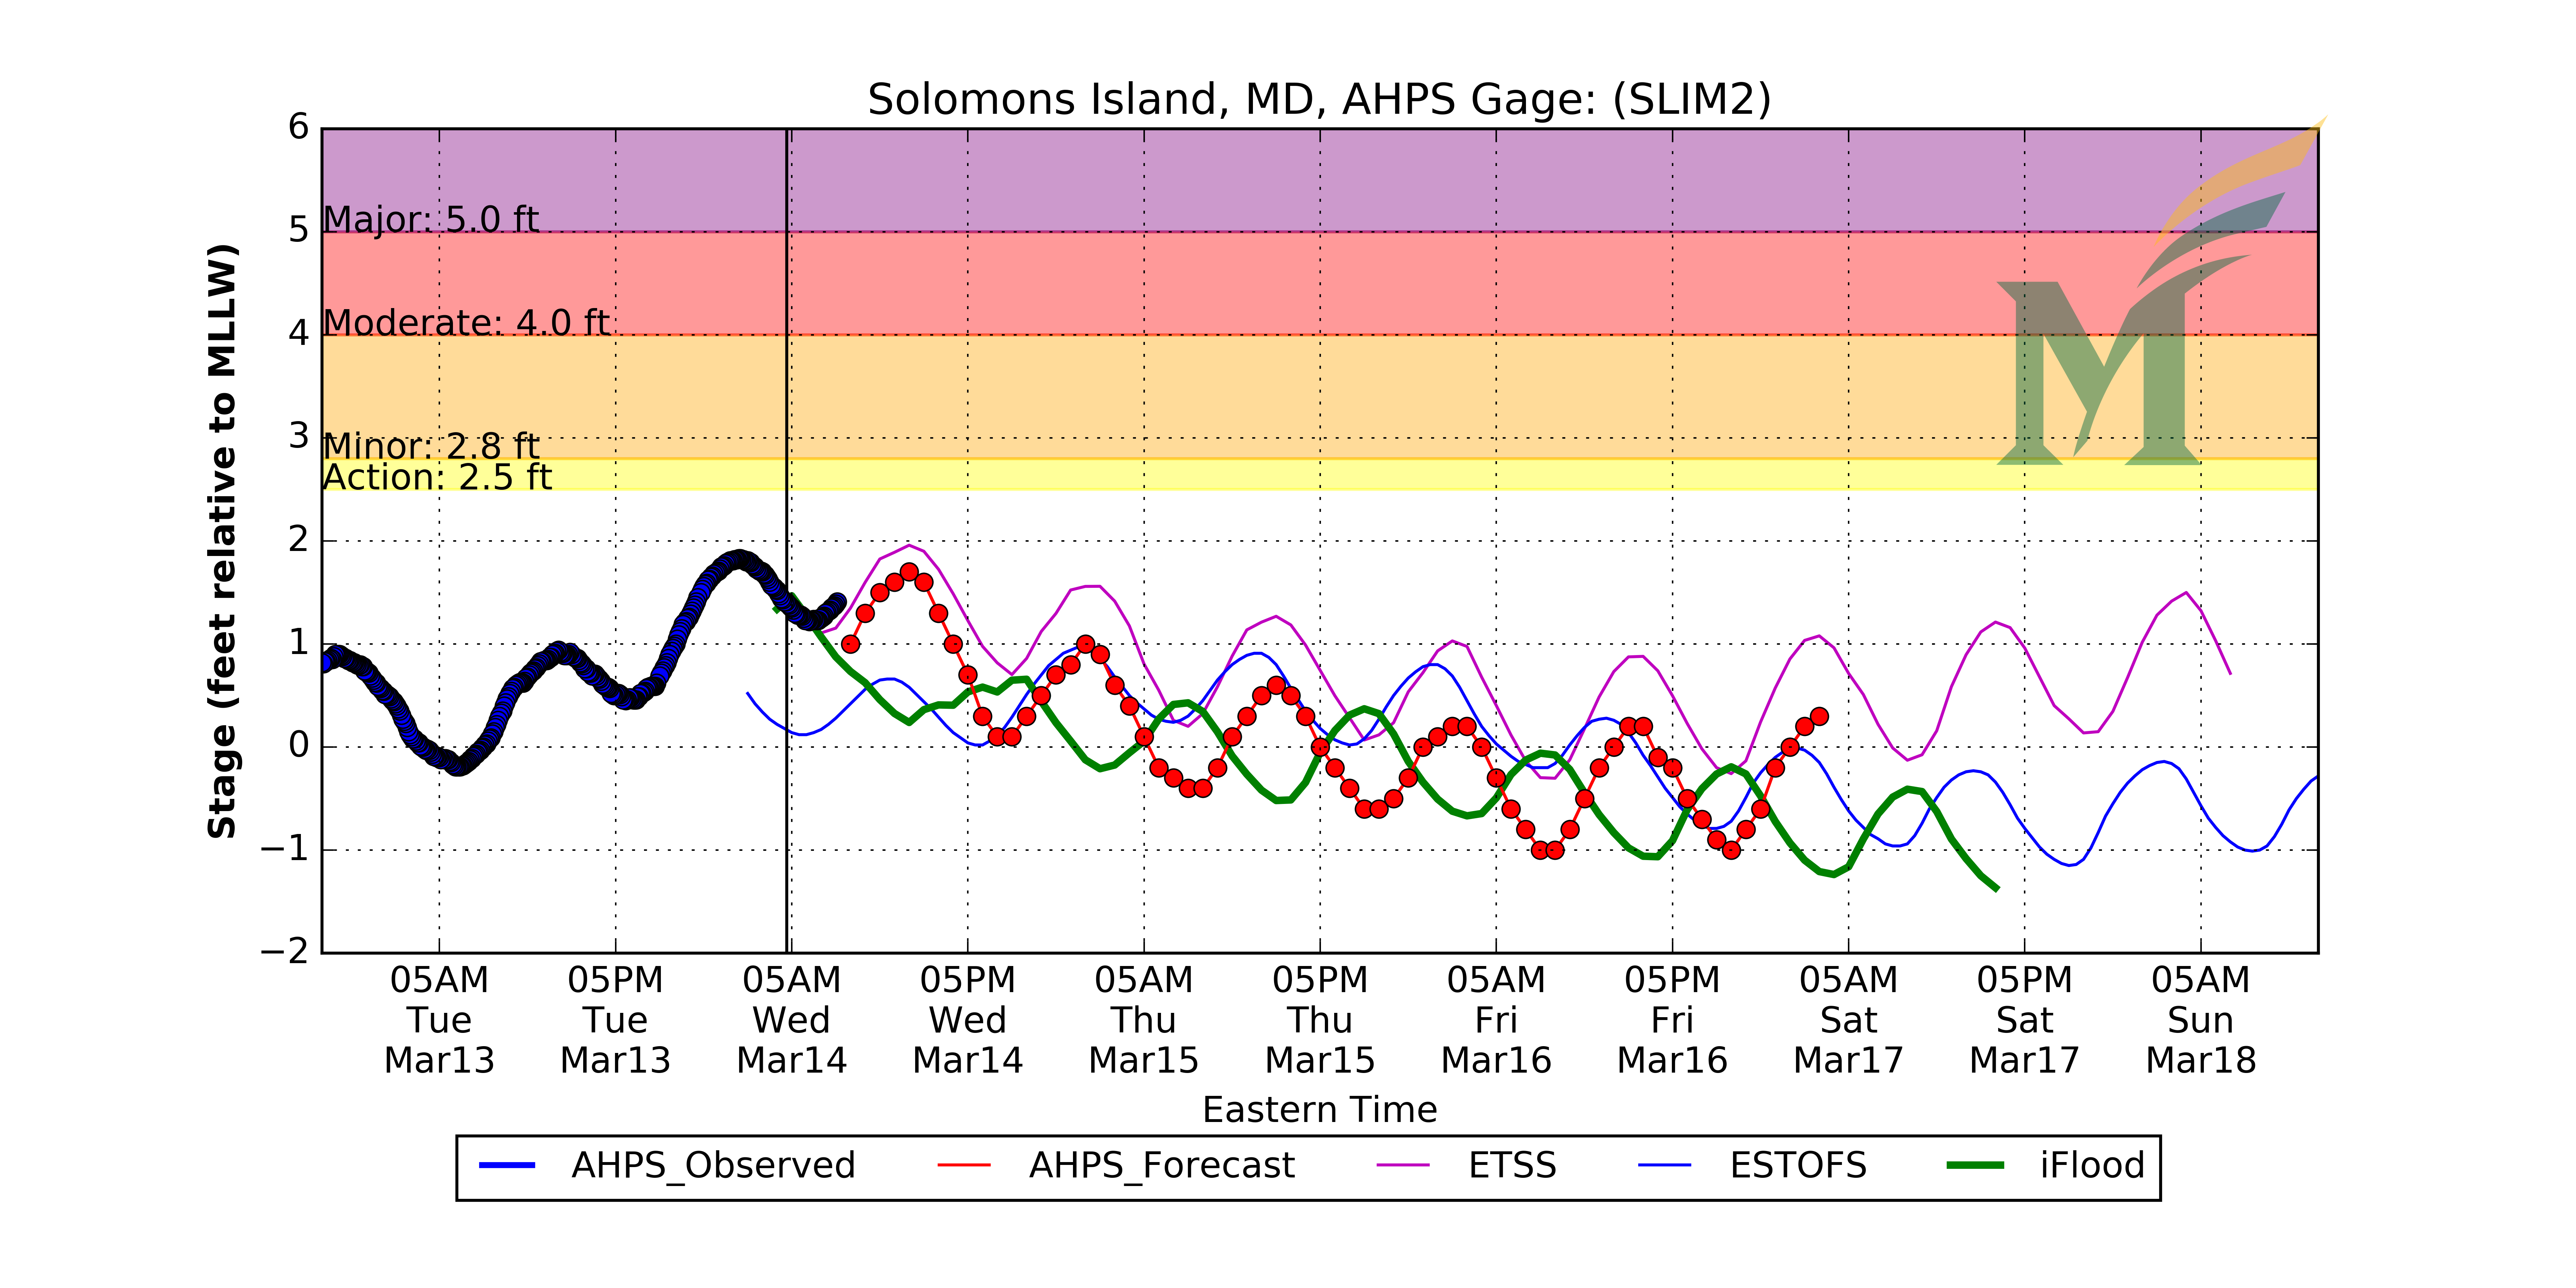 Solomons Island, MD, AHPS Gage: (SLIM2)
6
5
4
3
2
1
0
−1
−2
Stage (feet relative to MLLW)
Major: 5.0 ft
Moderate: 4.0 ft
Minor: 2.8 ft
Action: 2.5 ft
05AM 05PM 05AM 05PM 05AM 05PM 05AM 05PM 05AM 05PM 05AM
Tue Tue Wed Wed Thu Thu Fri Fri Sat Sat Sun
Mar13 Mar13 Mar14 Mar14 Mar15 Mar15 Mar16 Mar16 Mar17 Mar17 Mar18
Eastern Time
AHPS_Observed AHPS_Forecast ETSS ESTOFS iFlood